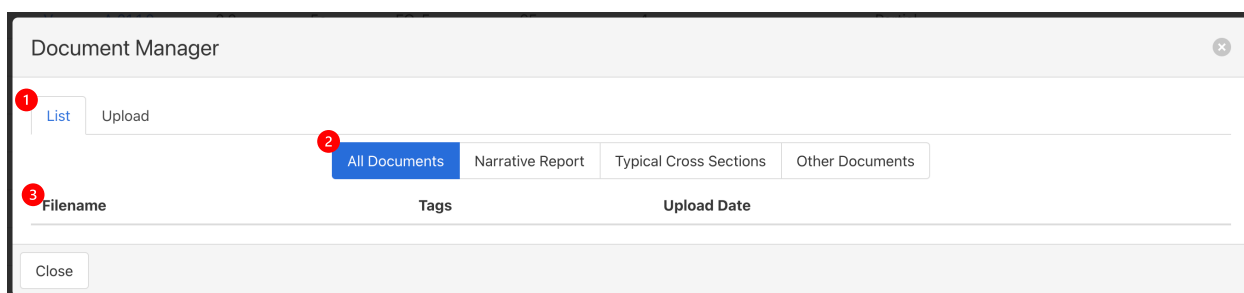 Document Manager
1
List Upload
2
All Documents Narrative Report Typical Cross Sections Other Documents
3
Filename Tags Upload Date
Close